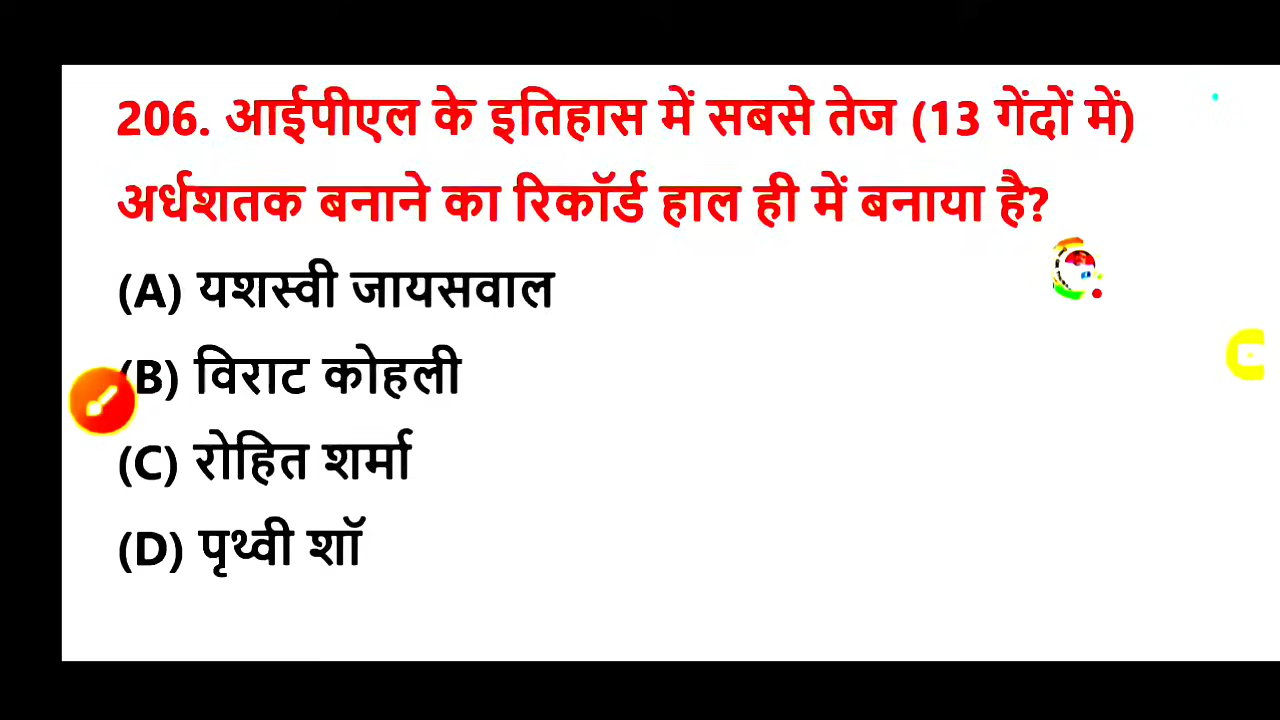 206. आईपीएल के इतिहास में सबसे तेज (13 गेंदों में)
अर्धशतक बनाने का रिकॉर्ड हाल ही में बनाया है?
(A) यशस्वी जायसवाल
(B) विराट कोहली
(C) रोहित शर्मा
(D) पृथ्वी शॉ